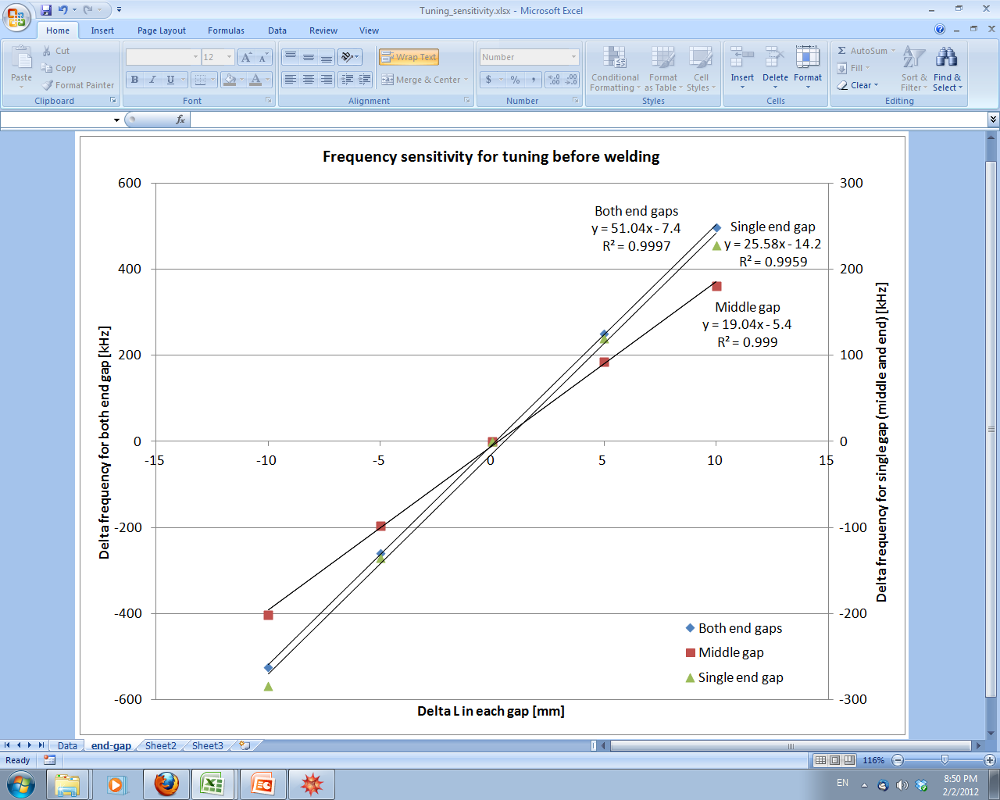 Tuning_sensitivity.xlsx - Microsoft Excel
Home Insert Page Layout Formulas Data Review View
Paste
Cut
Copy
Format Painter
Clipboard
12
B I U
Font
Wrap Text
Merge & Center
Alignment
Number
$ % ,
Number
Conditional Formatting
Format as Table
Cell Styles
Styles
Insert Delete Format
Cells
AutoSum
Fill
Clear
Sort & Filter
Find & Select
Editing
fx
Frequency sensitivity for tuning before welding
Delta frequency for both end gap [kHz]
600
400
200
0
-200
-400
-600
-15 -10 -5 0 5 10 15
Both end gaps
y = 51.04x - 7.4
R² = 0.9997
Single end gap
y = 25.58x - 14.2
R² = 0.9959
Middle gap
y = 19.04x - 5.4
R² = 0.999
300
200
100
0
-100
-200
-300
Delta frequency for single gap (middle and end) [kHz]
Both end gaps
Middle gap
Single end gap
Delta L in each gap [mm]
Data end-gap Sheet2 Sheet3
Ready
116%
EN
8:50 PM
2/2/2012